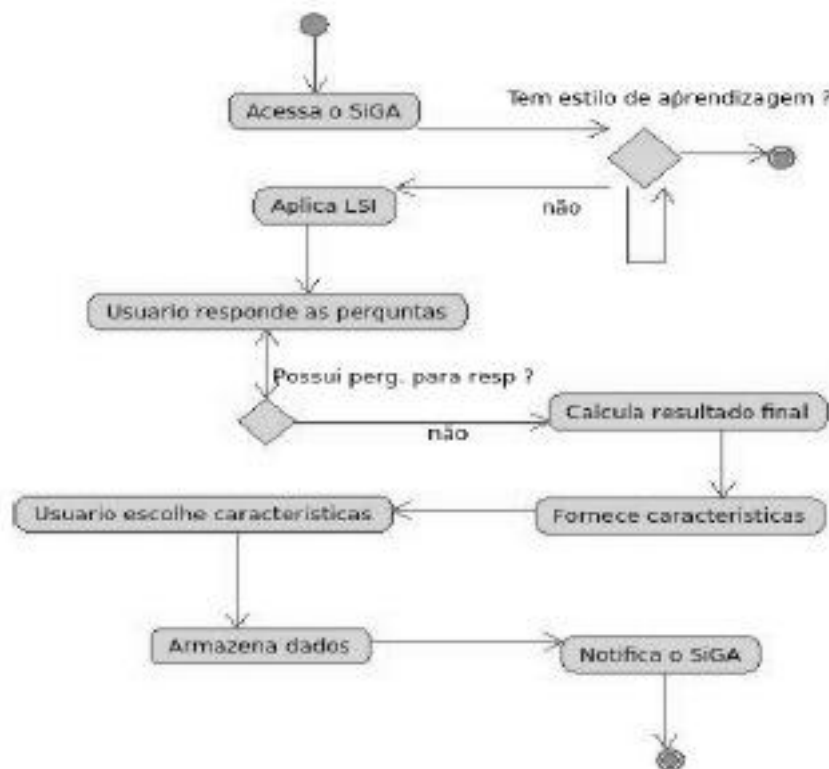 Acessa o SiGA
Tem estilo de aprendizagem ?
Aplica LSI
não
Usuario responde as perguntas
Possui perg. para resp ?
não
Calcula resultado final
Usuario escolhe caracteristicas
Fornece caracteristicas
Armazena dados
Notifica o SiGA